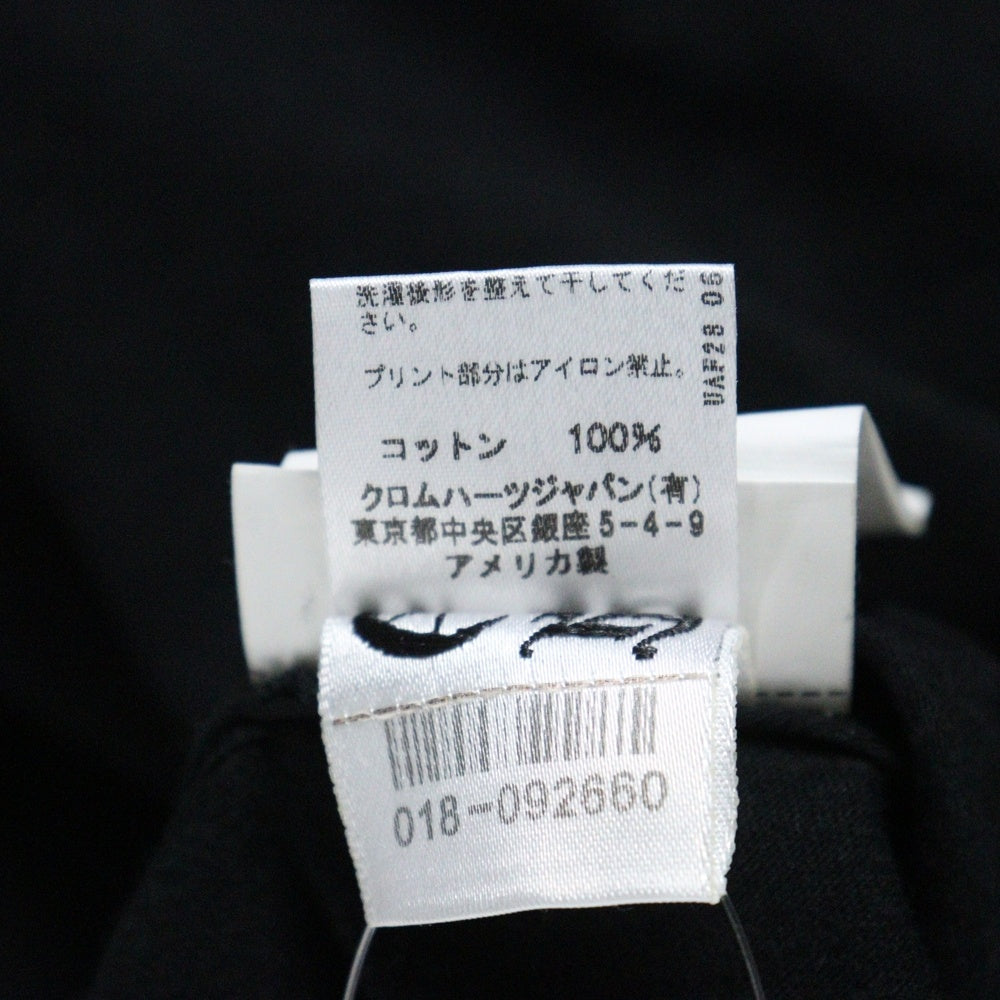 洗濯後形を整えて干してくだ
さい。
プリント部分はアイロン禁止。
コットン 100%
クロムハーツジャパン(有)
東京都中央区銀座5-4-9
アメリカ製
018-092660